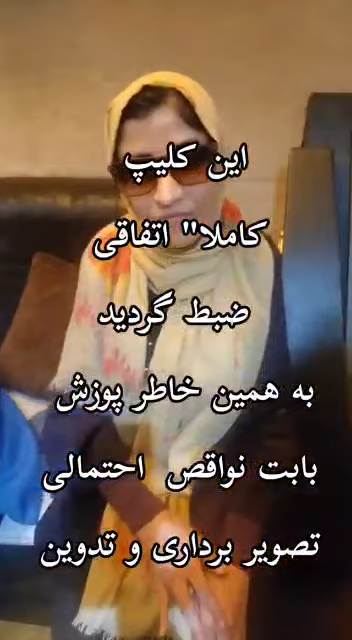 این کلیپ
کاملا" اتفاقی
ضبط گردید
به همین خاطر پوزش
بابت نواقص احتمالی
تصویر برداری و تدوین